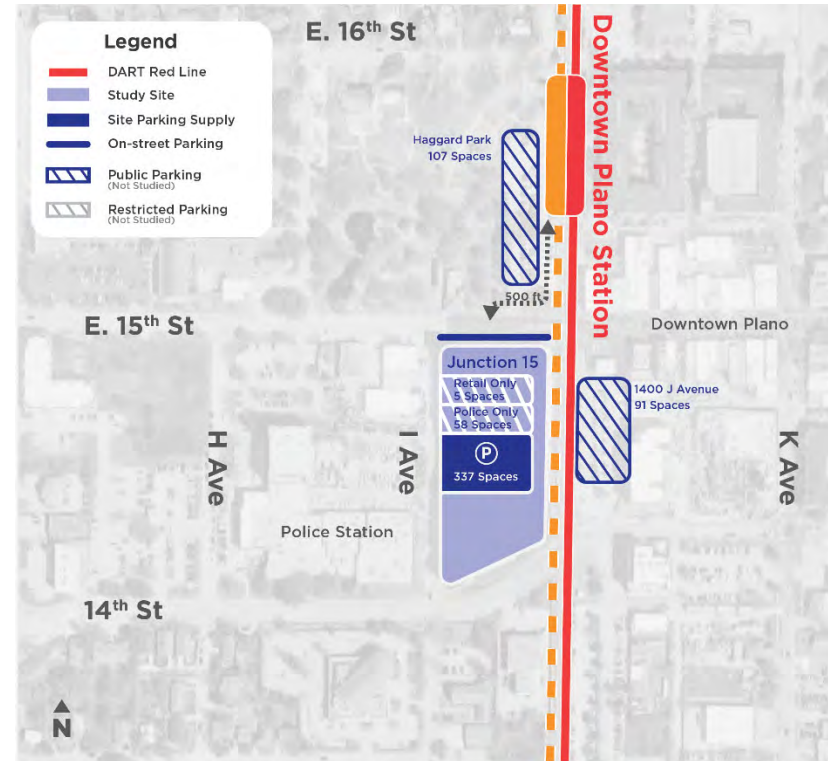 E. 16th St
Legend
DART Red Line
Study Site
Site Parking Supply
On-street Parking
Public Parking
(Not Studied)
Restricted Parking
(Not Studied)
Haggard Park
107 Spaces
Downtown Plano Station
500 ft
E. 15th St
Downtown Plano
Junction 15
Retail Only
5 Spaces
Police Only
58 Spaces
P
337 Spaces
1400 J Avenue
91 Spaces
H Ave
I Ave
K Ave
Police Station
14th St
N